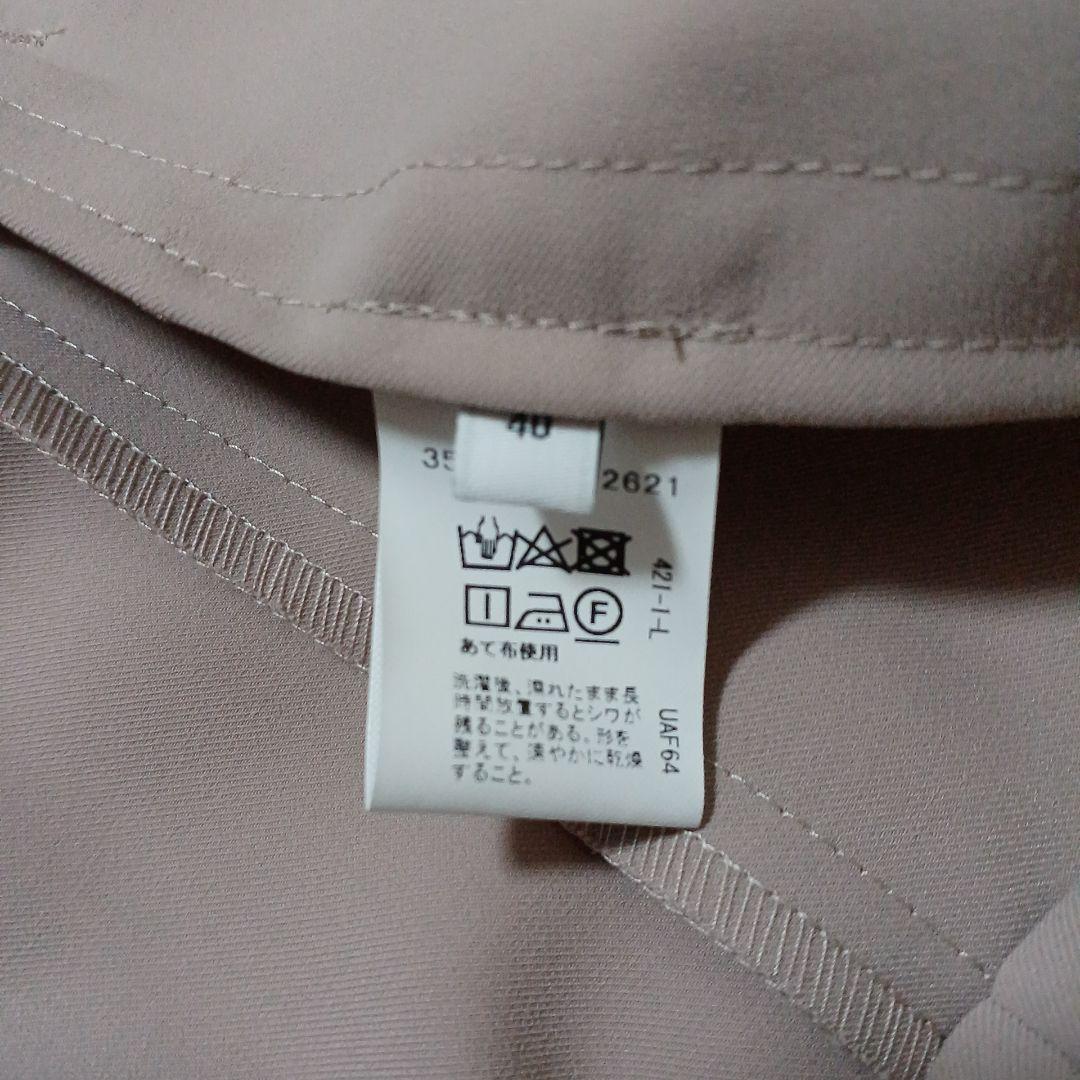 40
35
2621
421-1-L
F
あて布使用
洗濯後、濡れたまま長
時間放置するとシワが
残ることがある。形を
整えて、速やかに乾燥
すること。
UAF64